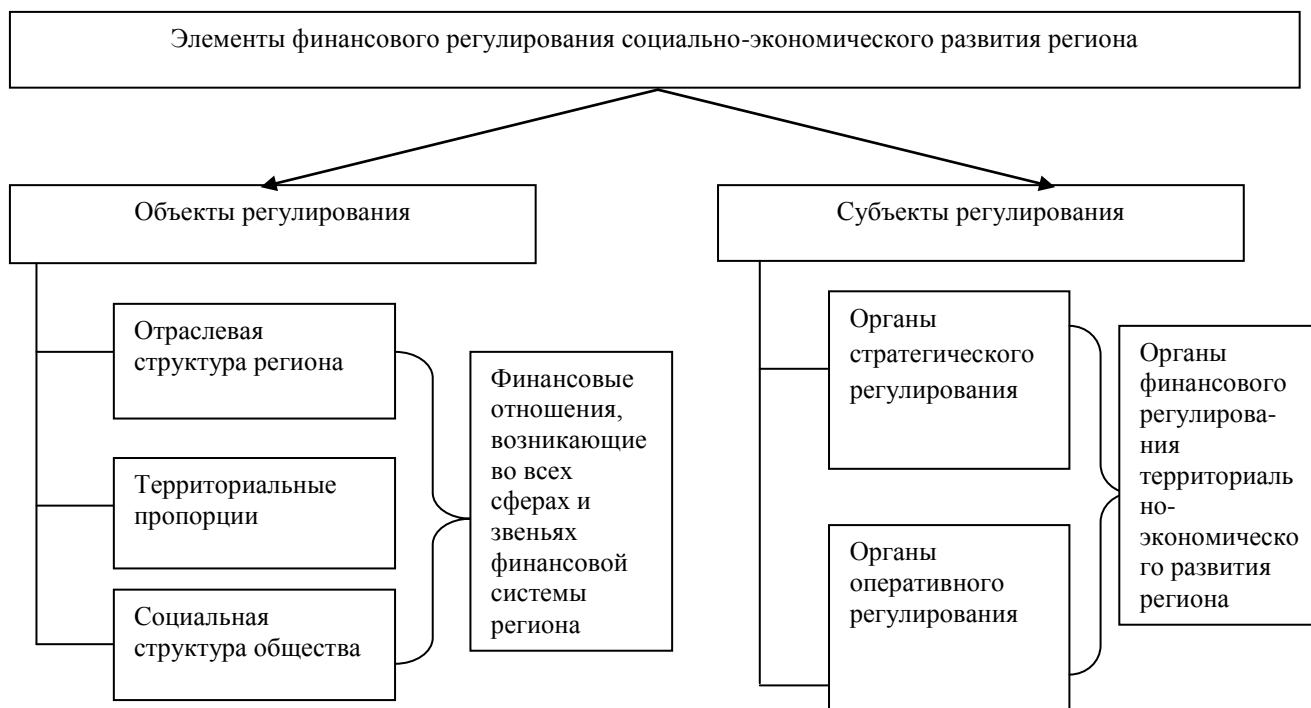 Элементы финансового регулирования социально-экономического развития региона
Объекты регулирования
Субъекты регулирования
Отраслевая
структура региона
Территориальные
пропорции
Социальная
структура общества
Финансовые
отношения,
возникающие
во всех
сферах и
звеньях
финансовой
системы
региона
Органы
стратегического
регулирования
Органы
оперативного
регулирования
Органы
финансового
регулирова-
ния
территориаль
но-
экономическо
го развития
региона